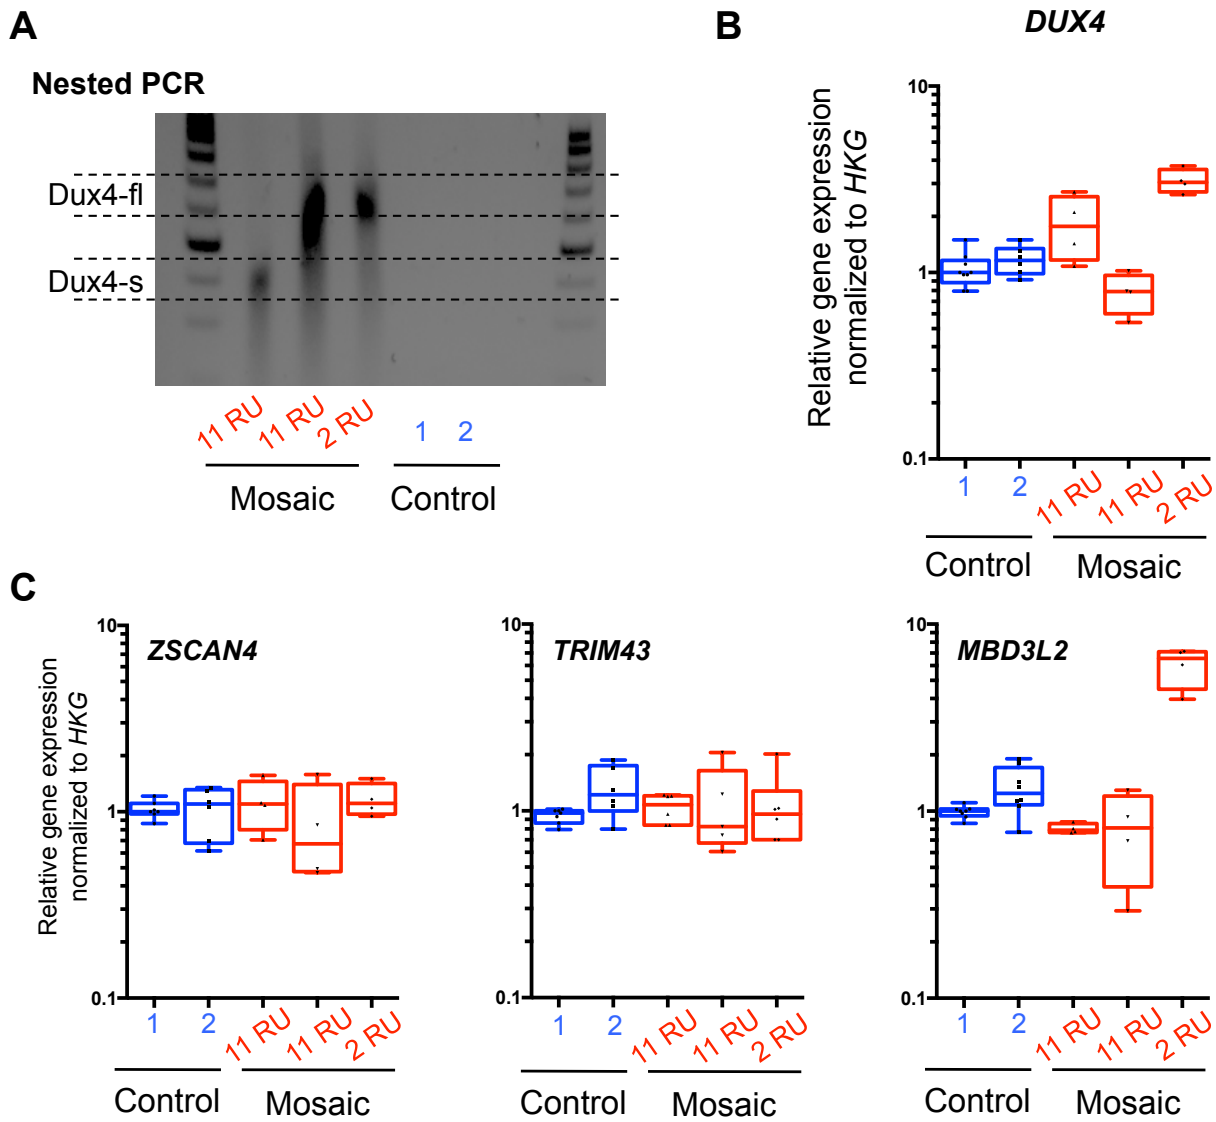 A
Nested PCR
Dux4-fl
Dux4-s
11 RU 11 RU 2 RU 1 2
Mosaic Control
B
DUX4
Relative gene expression
normalized to HKG
10
1
0.1
1 2 11 RU 11 RU 2 RU
Control Mosaic
C
Relative gene expression
normalized to HKG
ZSCAN4
10
1
0.1
1 2 11 RU 11 RU 2 RU
Control Mosaic
TRIM43
10
1
0.1
1 2 11 RU 11 RU 2 RU
Control Mosaic
MBD3L2
10
1
0.1
1 2 11 RU 11 RU 2 RU
Control Mosaic